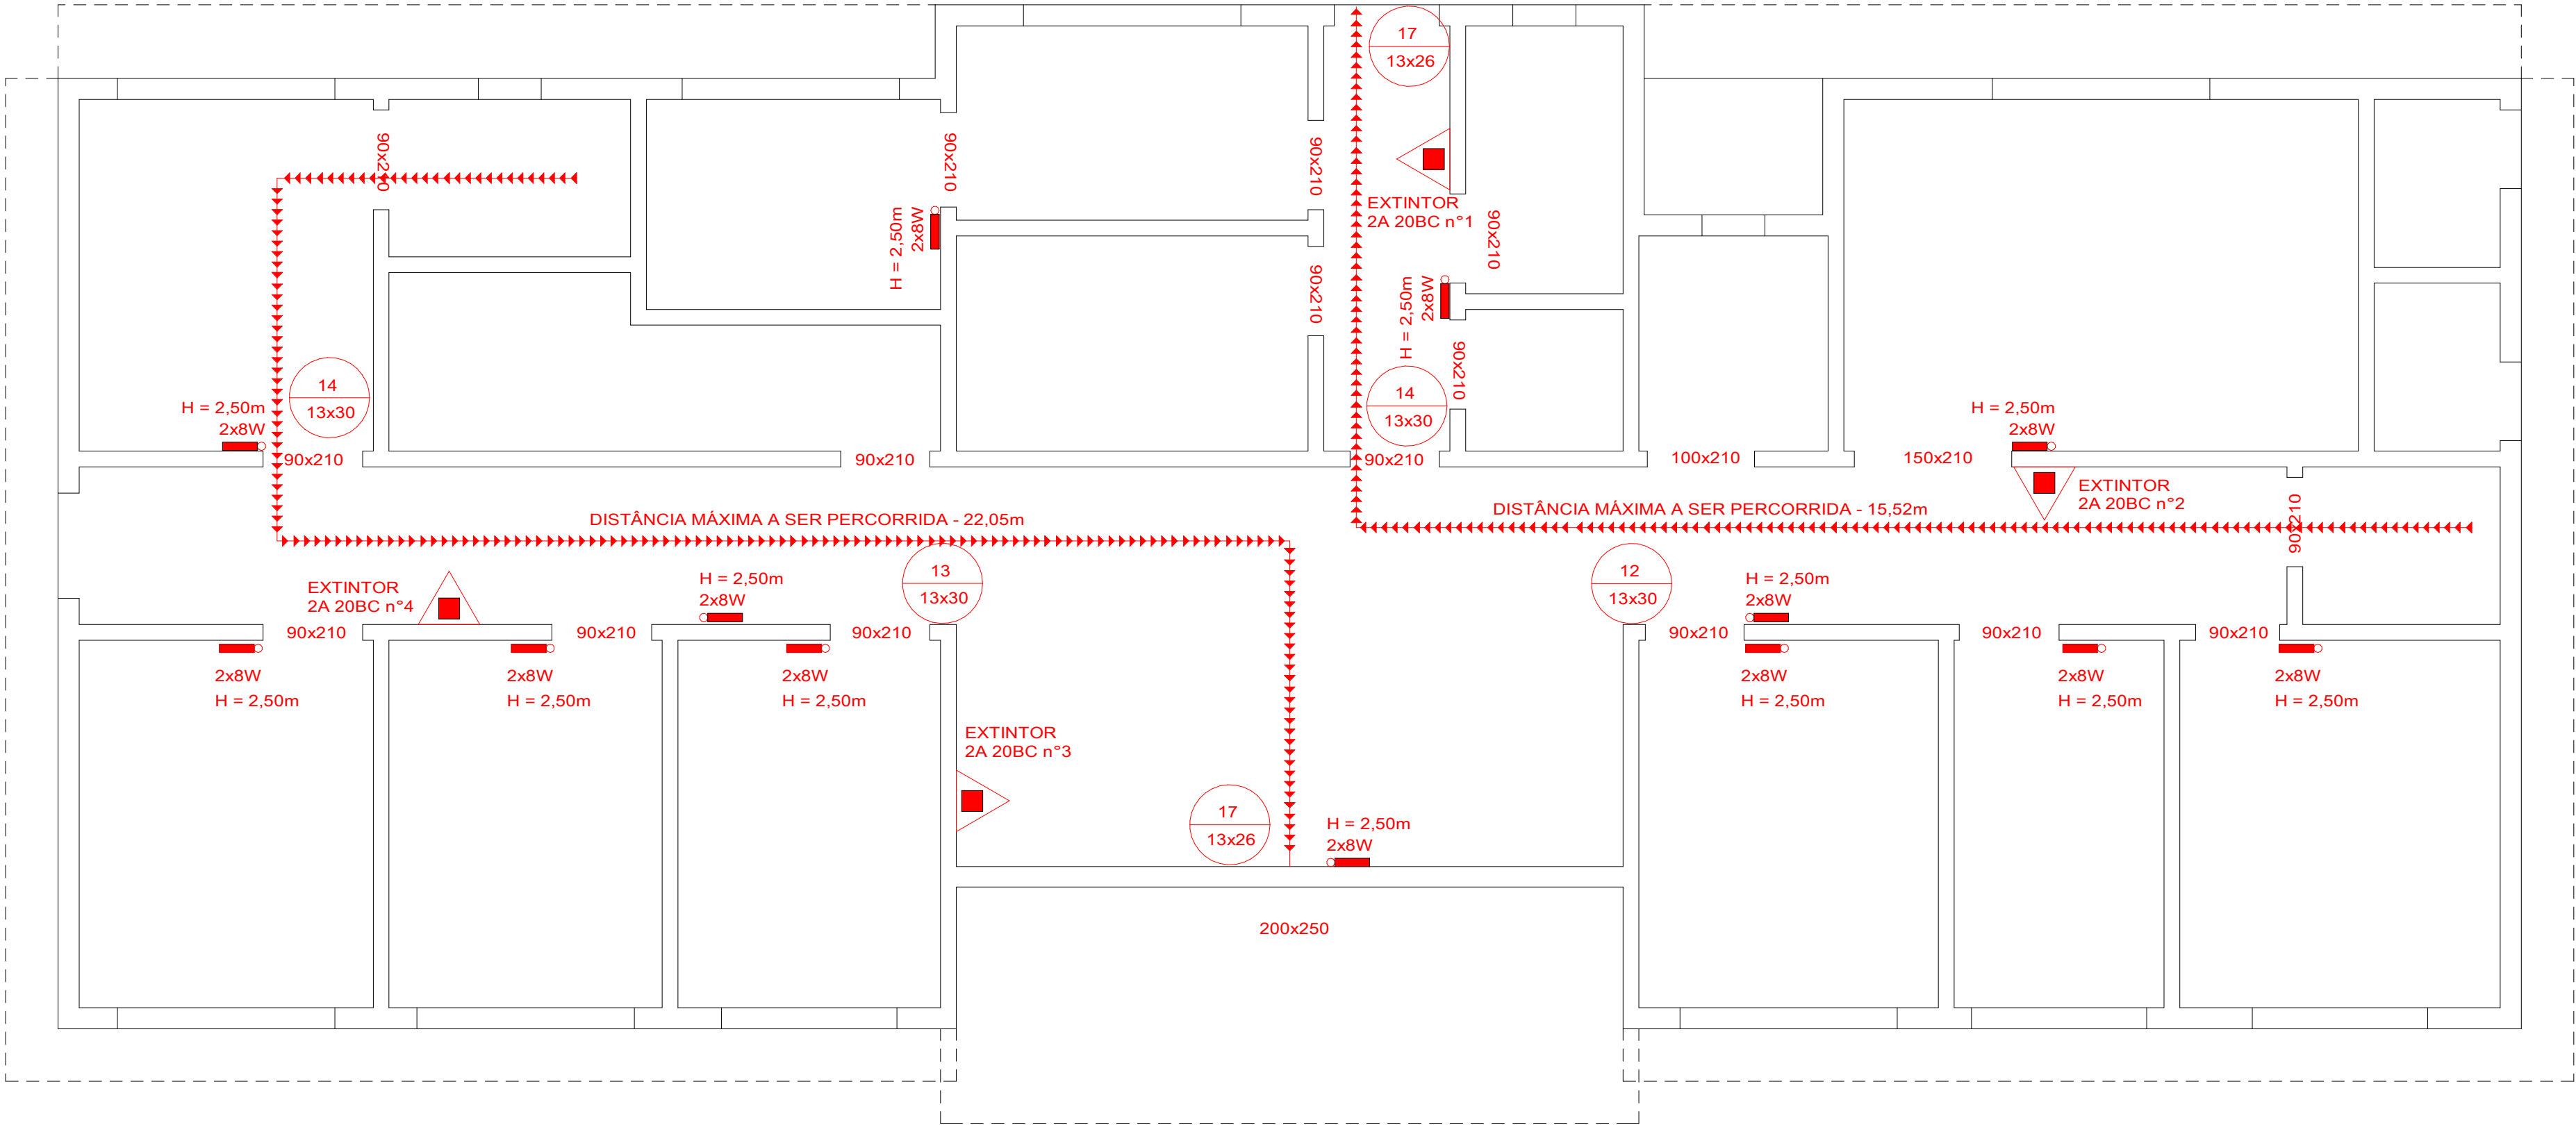 17
13x26
90x210
90x210
90x210
EXTINTOR
2A 20BC n°1
90x210
H = 2,50m
2x8W
90x210
H = 2,50m
2x8W
90x210
14
13x30
14
13x30
H = 2,50m
2x8W
H = 2,50m
2x8W
90x210
90x210
90x210
100x210
150x210
EXTINTOR
2A 20BC n°2
90x210
DISTÂNCIA MÁXIMA A SER PERCORRIDA - 22,05m
DISTÂNCIA MÁXIMA A SER PERCORRIDA - 15,52m
EXTINTOR
2A 20BC n°4
H = 2,50m
2x8W
13
13x30
12
13x30
H = 2,50m
2x8W
90x210
90x210
90x210
90x210
90x210
90x210
2x8W
H = 2,50m
2x8W
H = 2,50m
2x8W
H = 2,50m
2x8W
H = 2,50m
2x8W
H = 2,50m
2x8W
H = 2,50m
EXTINTOR
2A 20BC n°3
17
13x26
H = 2,50m
2x8W
200x250